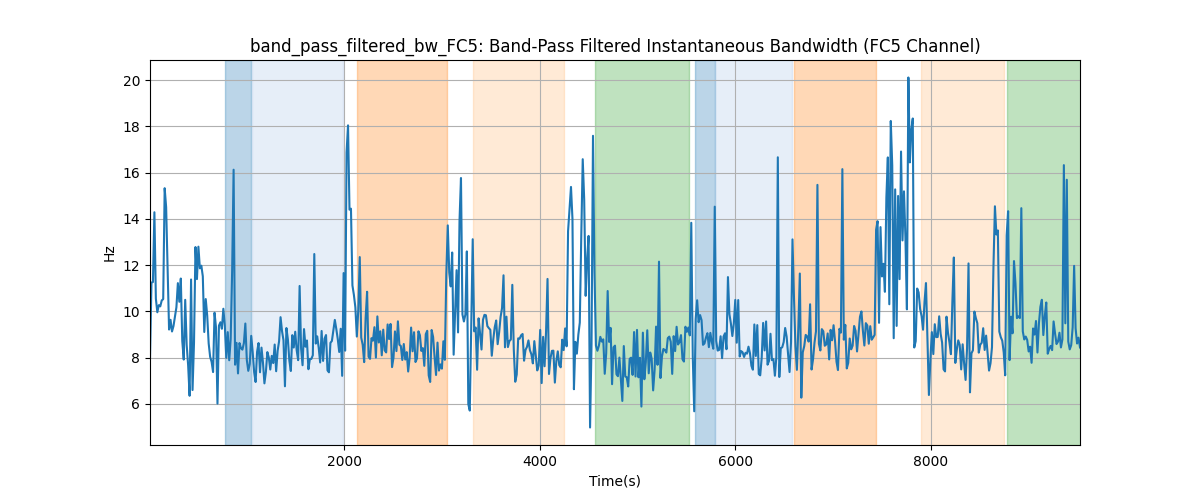 band_pass_filtered_bw_FC5: Band-Pass Filtered Instantaneous Bandwidth (FC5 Channel)
20
18
16
14
12
10
8
6
Hz
2000 4000 6000 8000
Time(s)